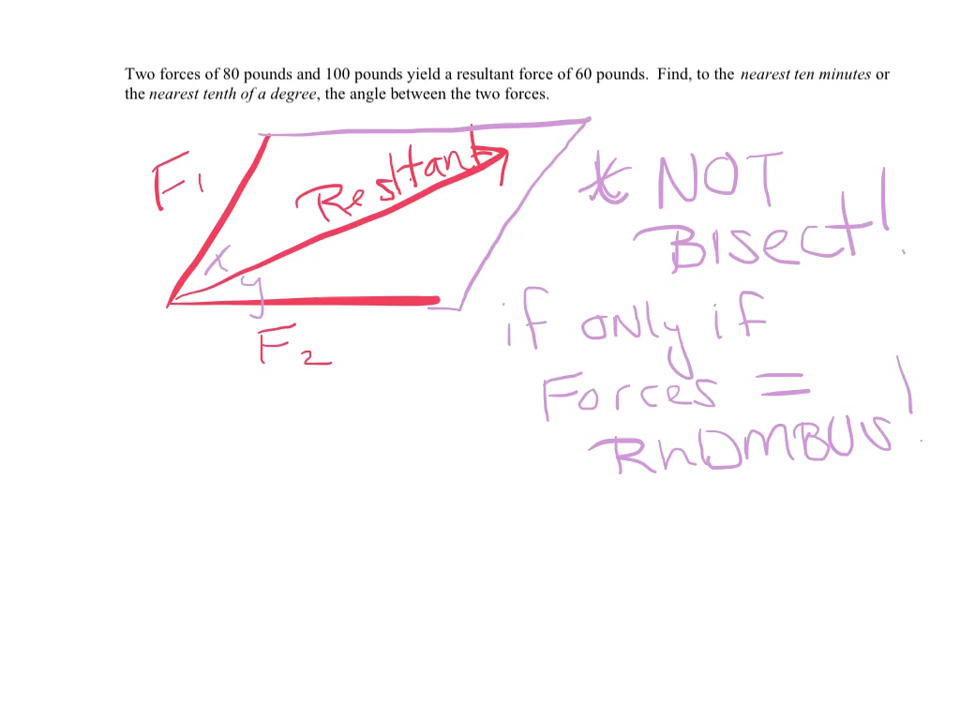 Two forces of 80 pounds and 100 pounds yield a resultant force of 60 pounds. Find, to the nearest ten minutes or
the nearest tenth of a degree, the angle between the two forces.
F1
Resltant
* NOT
Bisect!
x
y
F2
if only if
Forces =
RhOMBUS!